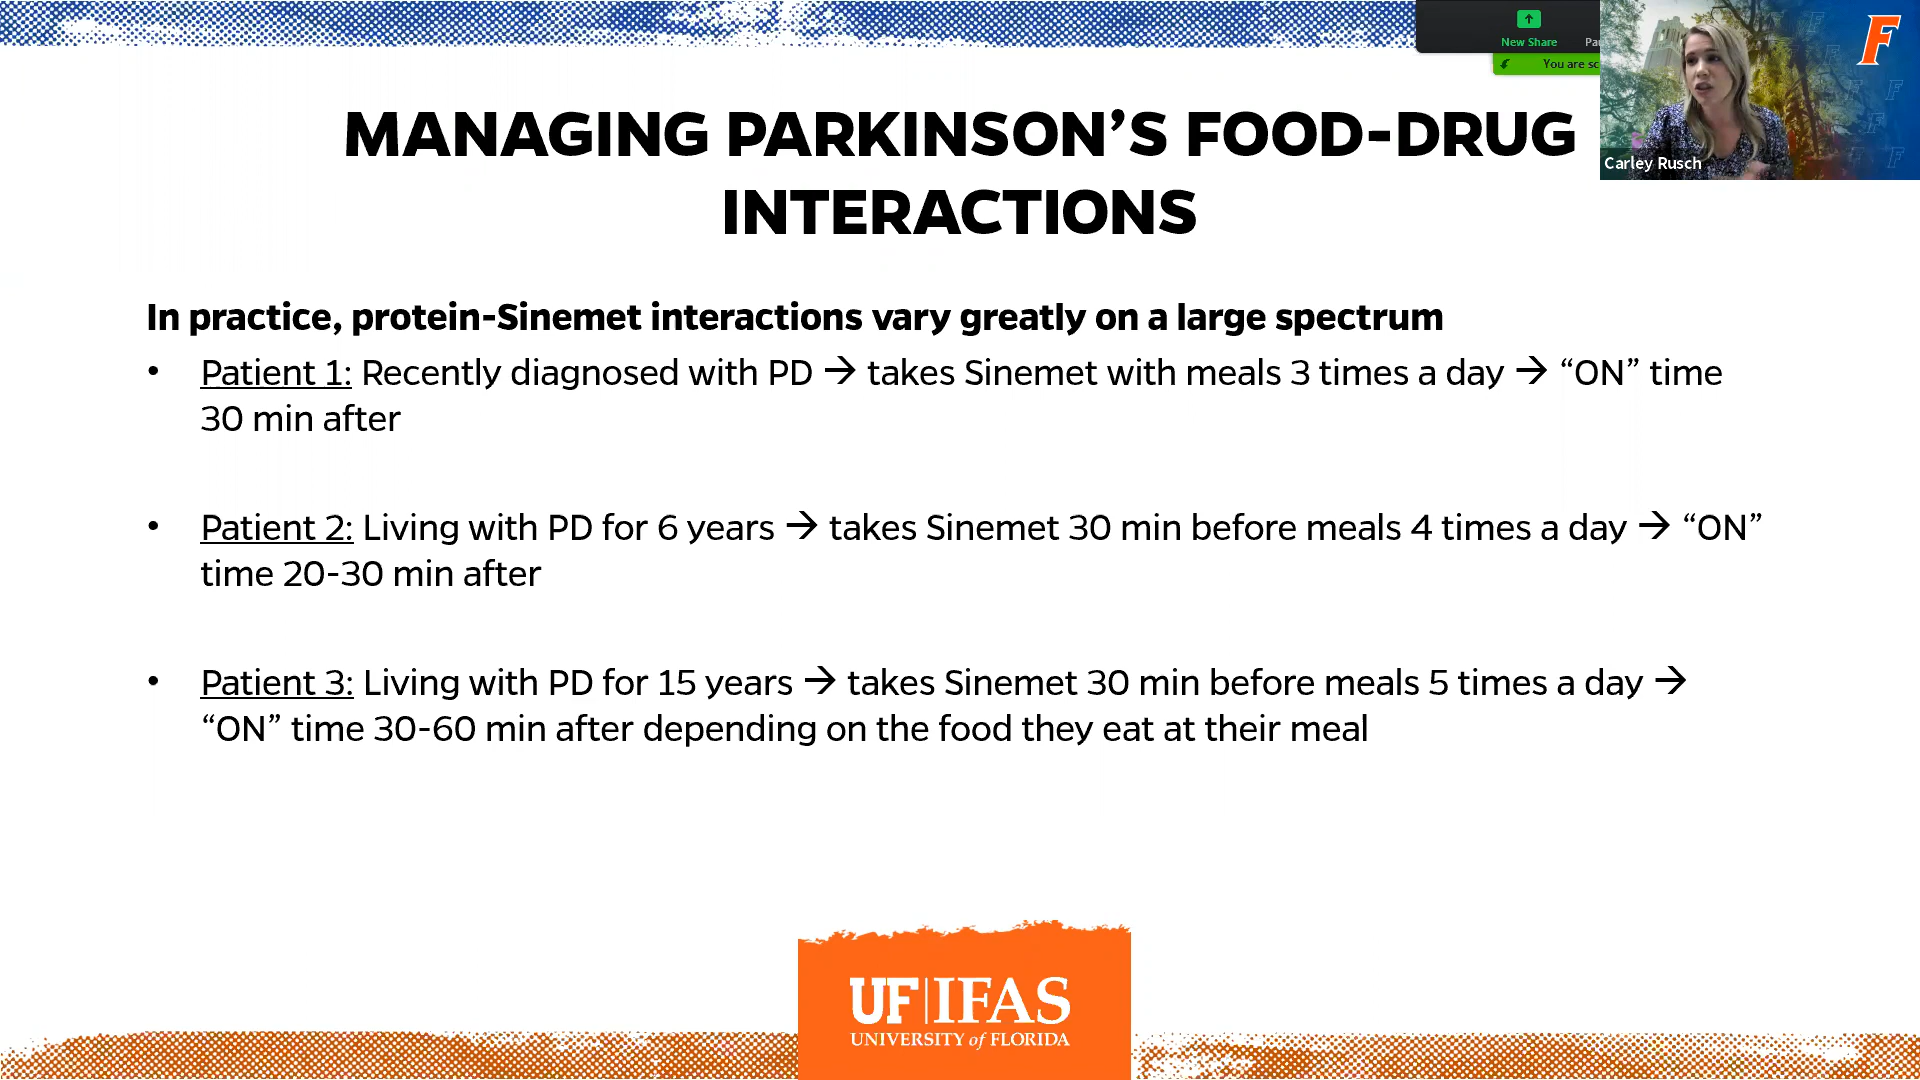 New Share
You are sc
F
Carley Rusch
MANAGING PARKINSON’S FOOD-DRUG
INTERACTIONS
In practice, protein-Sinemet interactions vary greatly on a large spectrum
• Patient 1: Recently diagnosed with PD → takes Sinemet with meals 3 times a day → “ON” time
30 min after
• Patient 2: Living with PD for 6 years → takes Sinemet 30 min before meals 4 times a day → “ON”
time 20-30 min after
• Patient 3: Living with PD for 15 years → takes Sinemet 30 min before meals 5 times a day →
“ON” time 30-60 min after depending on the food they eat at their meal
UF|IFAS
UNIVERSITY of FLORIDA